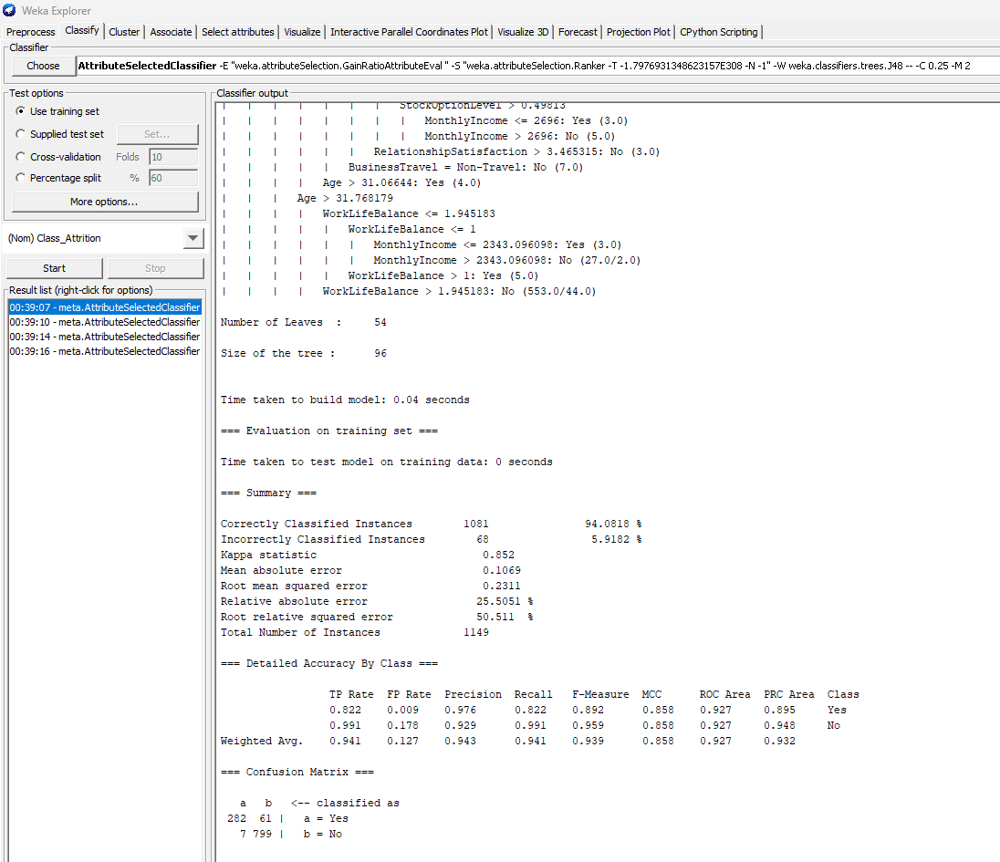 Weka Explorer
Preprocess Classify Cluster Associate Select attributes Visualize Interactive Parallel Coordinates Plot Visualize 3D Forecast Projection Plot CPython Scripting
Classifier
Choose AttributeSelectedClassifier -E "weka.attributeSelection.GainRatioAttributeEval " -S "weka.attributeSelection.Ranker -T -1.7976931348623157E308 -N -1" -W weka.classifiers.trees.J48 -- -C 0.25 -M 2
Test options
Use training set
Supplied test set Set...
Cross-validation Folds 10
Percentage split % 60
More options...
(Nom) Class_Attrition
Start Stop
Result list (right-click for options)
00:39:07 - meta.AttributeSelectedClassifier
00:39:10 - meta.AttributeSelectedClassifier
00:39:14 - meta.AttributeSelectedClassifier
00:39:16 - meta.AttributeSelectedClassifier
Classifier output
| | | | | | | StockOptionLevel > 0.49813
| | | | | | | | MonthlyIncome <= 2696: Yes (3.0)
| | | | | | | | MonthlyIncome > 2696: No (5.0)
| | | | | | RelationshipSatisfaction > 3.465315: No (3.0)
| | | | | BusinessTravel = Non-Travel: No (7.0)
| | | | Age > 31.06644: Yes (4.0)
| | | Age > 31.768179
| | | | WorkLifeBalance <= 1.945183
| | | | | WorkLifeBalance <= 1
| | | | | | MonthlyIncome <= 2343.096098: Yes (3.0)
| | | | | | MonthlyIncome > 2343.096098: No (27.0/2.0)
| | | | | WorkLifeBalance > 1: Yes (5.0)
| | | | WorkLifeBalance > 1.945183: No (553.0/44.0)
Number of Leaves : 54
Size of the tree : 96
Time taken to build model: 0.04 seconds
=== Evaluation on training set ===
Time taken to test model on training data: 0 seconds
=== Summary ===
Correctly Classified Instances 1081 94.0818 %
Incorrectly Classified Instances 68 5.9182 %
Kappa statistic 0.852
Mean absolute error 0.1069
Root mean squared error 0.2311
Relative absolute error 25.5051 %
Root relative squared error 50.511 %
Total Number of Instances 1149
=== Detailed Accuracy By Class ===
TP Rate FP Rate Precision Recall F-Measure MCC ROC Area PRC Area Class
0.822 0.009 0.976 0.822 0.892 0.858 0.927 0.895 Yes
0.991 0.178 0.929 0.991 0.959 0.858 0.927 0.948 No
Weighted Avg. 0.941 0.127 0.943 0.941 0.939 0.858 0.927 0.932
=== Confusion Matrix ===
a b <-- classified as
282 61 | a = Yes
7 799 | b = No